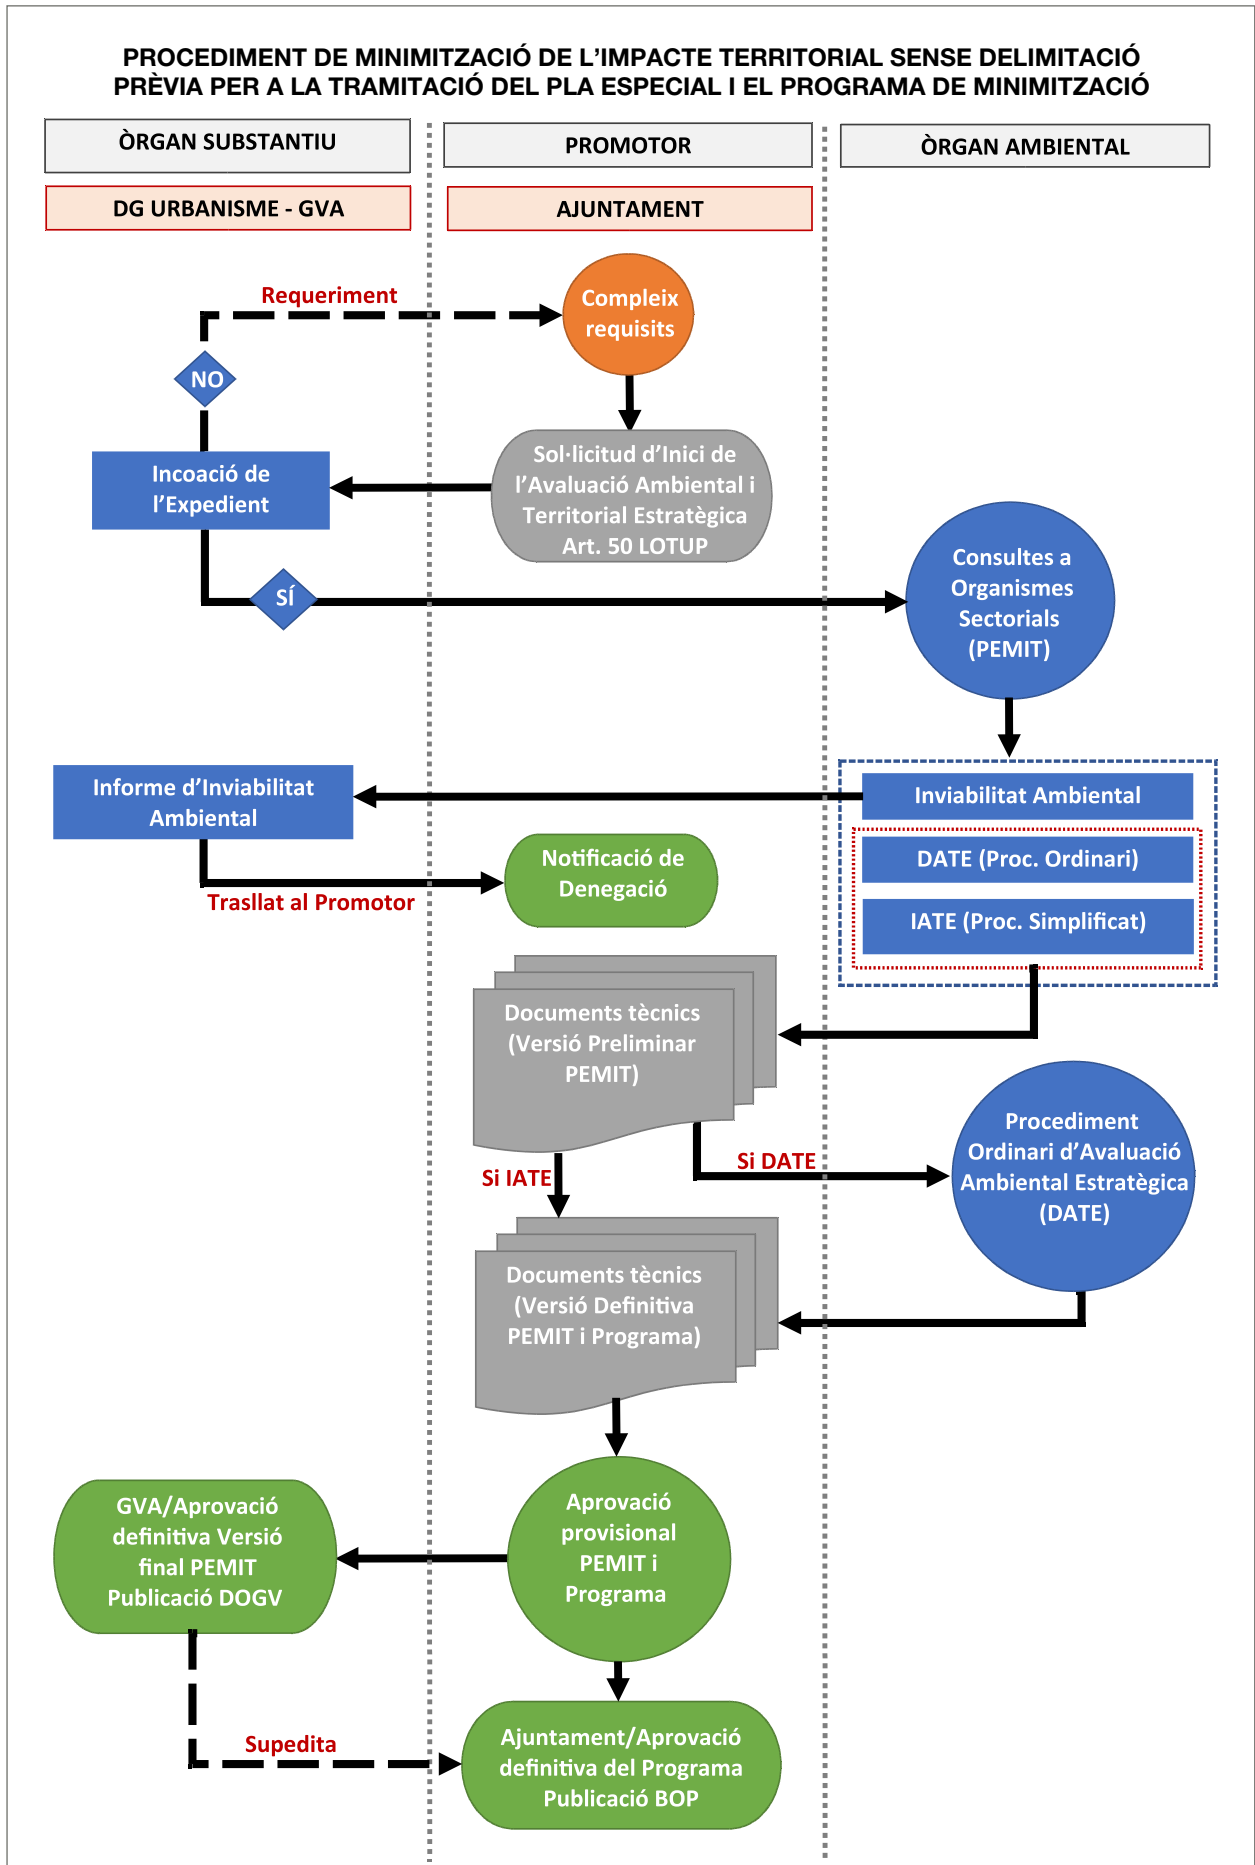 PROCEDIMENT DE MINIMITZACIÓ DE L’IMPACTE TERRITORIAL SENSE DELIMITACIÓ
PRÈVIA PER A LA TRAMITACIÓ DEL PLA ESPECIAL I EL PROGRAMA DE MINIMITZACIÓ
ÒRGAN SUBSTANTIU
PROMOTOR
ÒRGAN AMBIENTAL
DG URBANISME - GVA
AJUNTAMENT
Requeriment
Compleix
requisits
NO
Incoació de
l’Expedient
Sol·licitud d’Inici de
l’Avaluació Ambiental i
Territorial Estratègica
Art. 50 LOTUP
SÍ
Consultes a
Organismes
Sectorials
(PEMIT)
Informe d’Inviabilitat
Ambiental
Inviabilitat Ambiental
DATE (Proc. Ordinari)
IATE (Proc. Simplificat)
Trasllat al Promotor
Notificació de
Denegació
Documents tècnics
(Versió Preliminar
PEMIT)
Si IATE
Si DATE
Procediment
Ordinari d’Avaluació
Ambiental Estratègica
(DATE)
Documents tècnics
(Versió Definitiva
PEMIT i Programa)
Aprovació
provisional
PEMIT i
Programa
GVA/Aprovació
definitiva Versió
final PEMIT
Publicació DOGV
Supedita
Ajuntament/Aprovació
definitiva del Programa
Publicació BOP